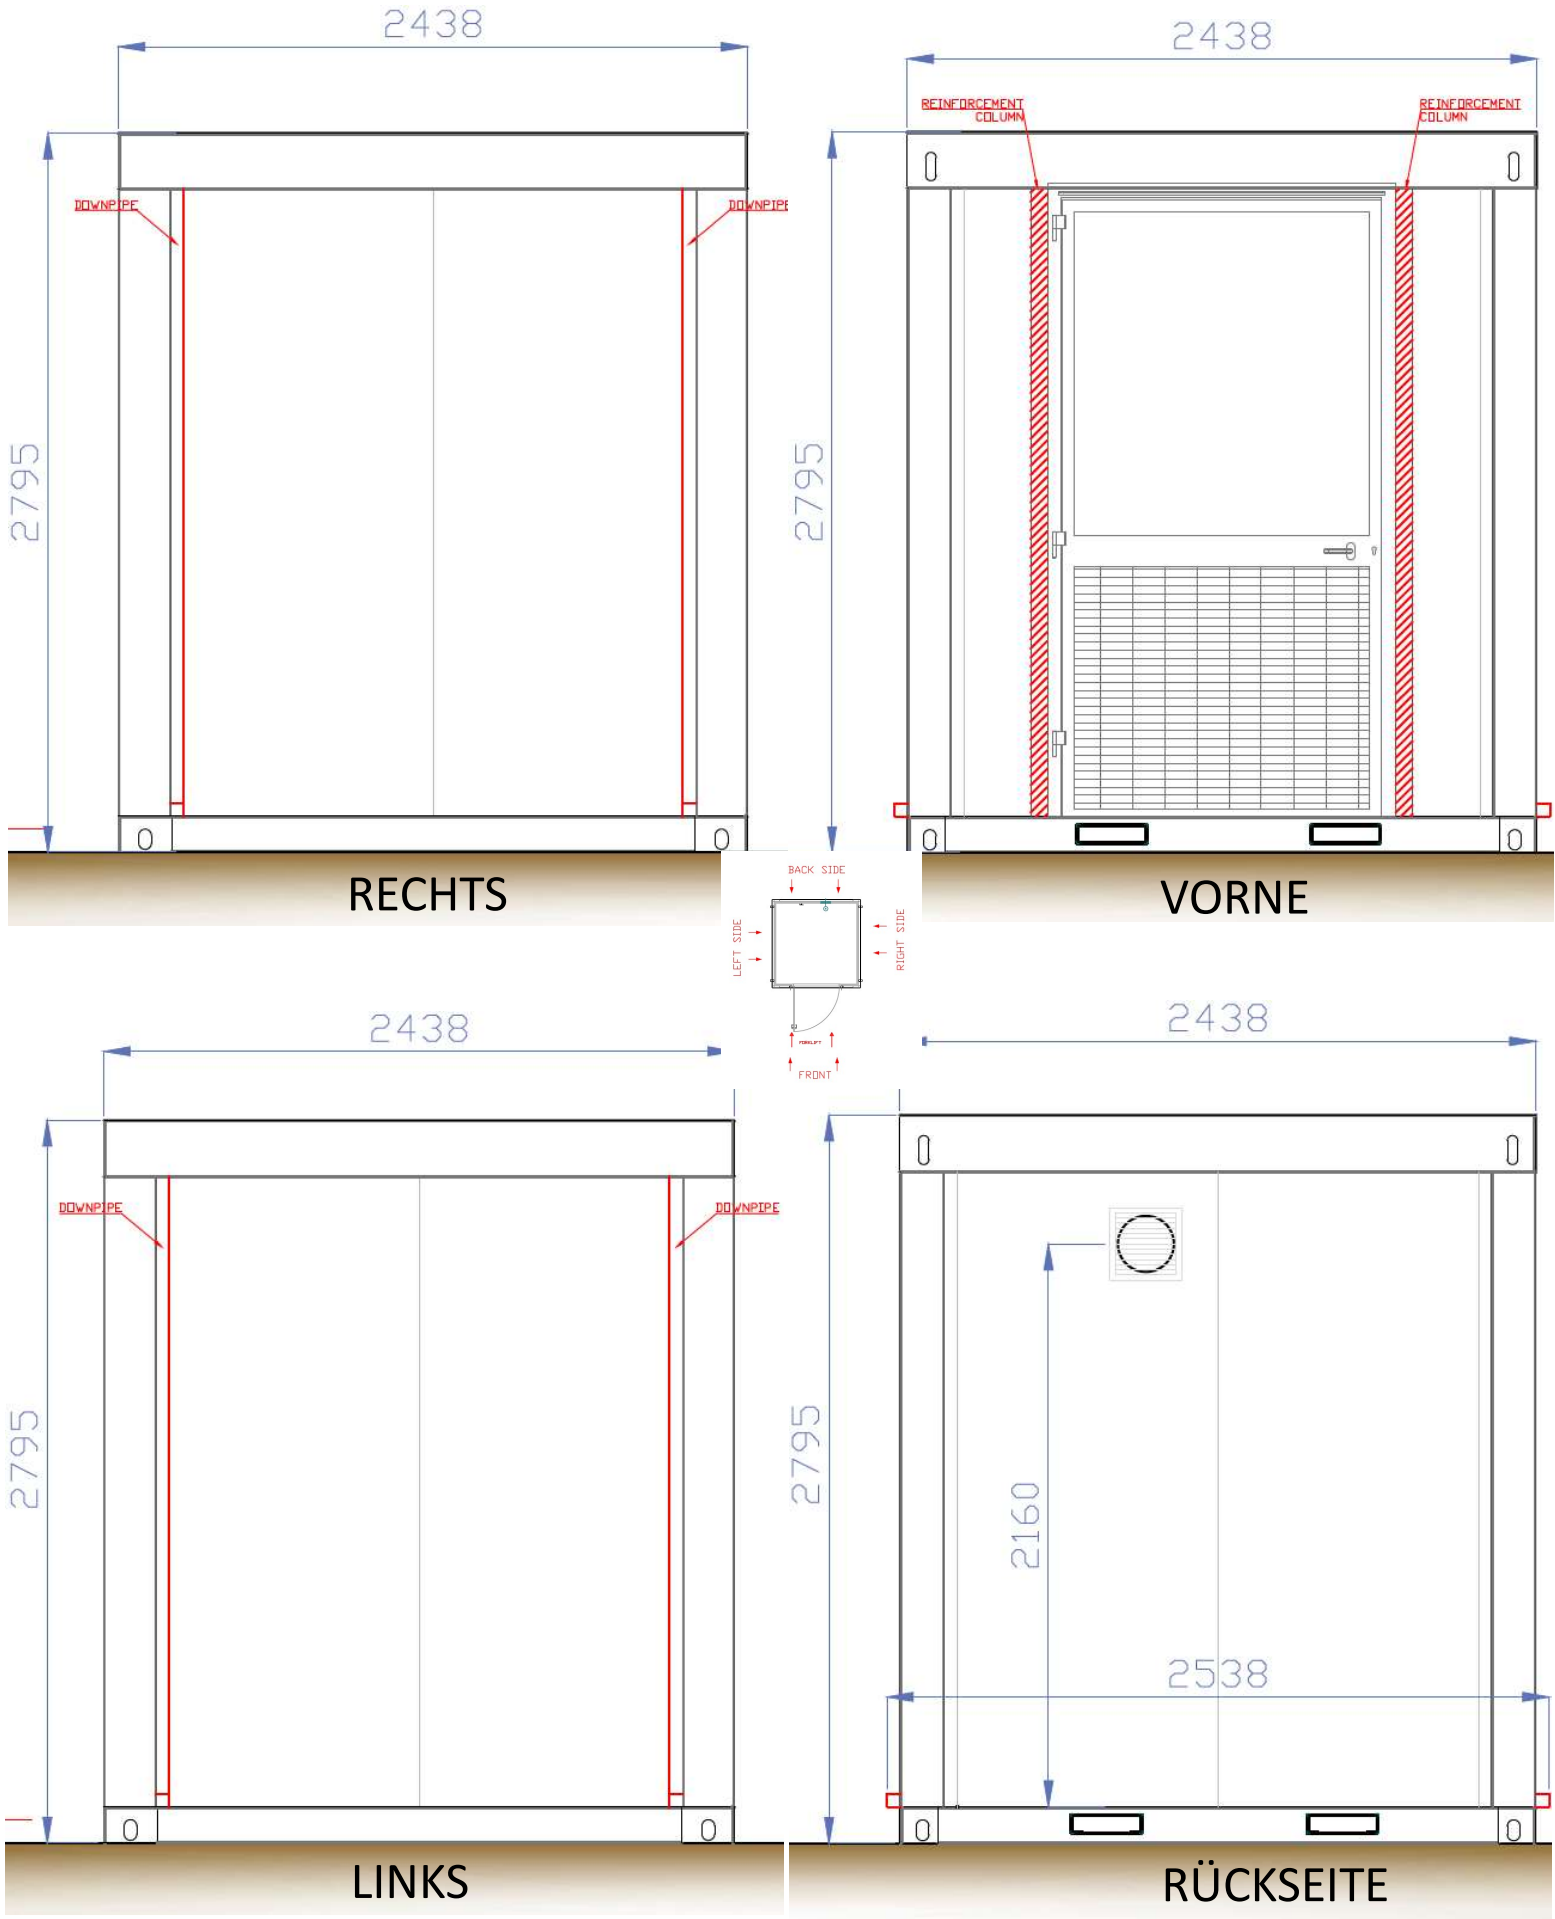 2438
2795
DOWNPIPE
DOWNPIPE
RECHTS
2438
REINFORCEMENT
COLUMN
REINFORCEMENT
COLUMN
2795
VORNE
BACK SIDE
LEFT SIDE
RIGHT SIDE
FORKLIFT
FRONT
2438
2795
DOWNPIPE
DOWNPIPE
LINKS
2438
2795
2160
2538
RÜCKSEITE